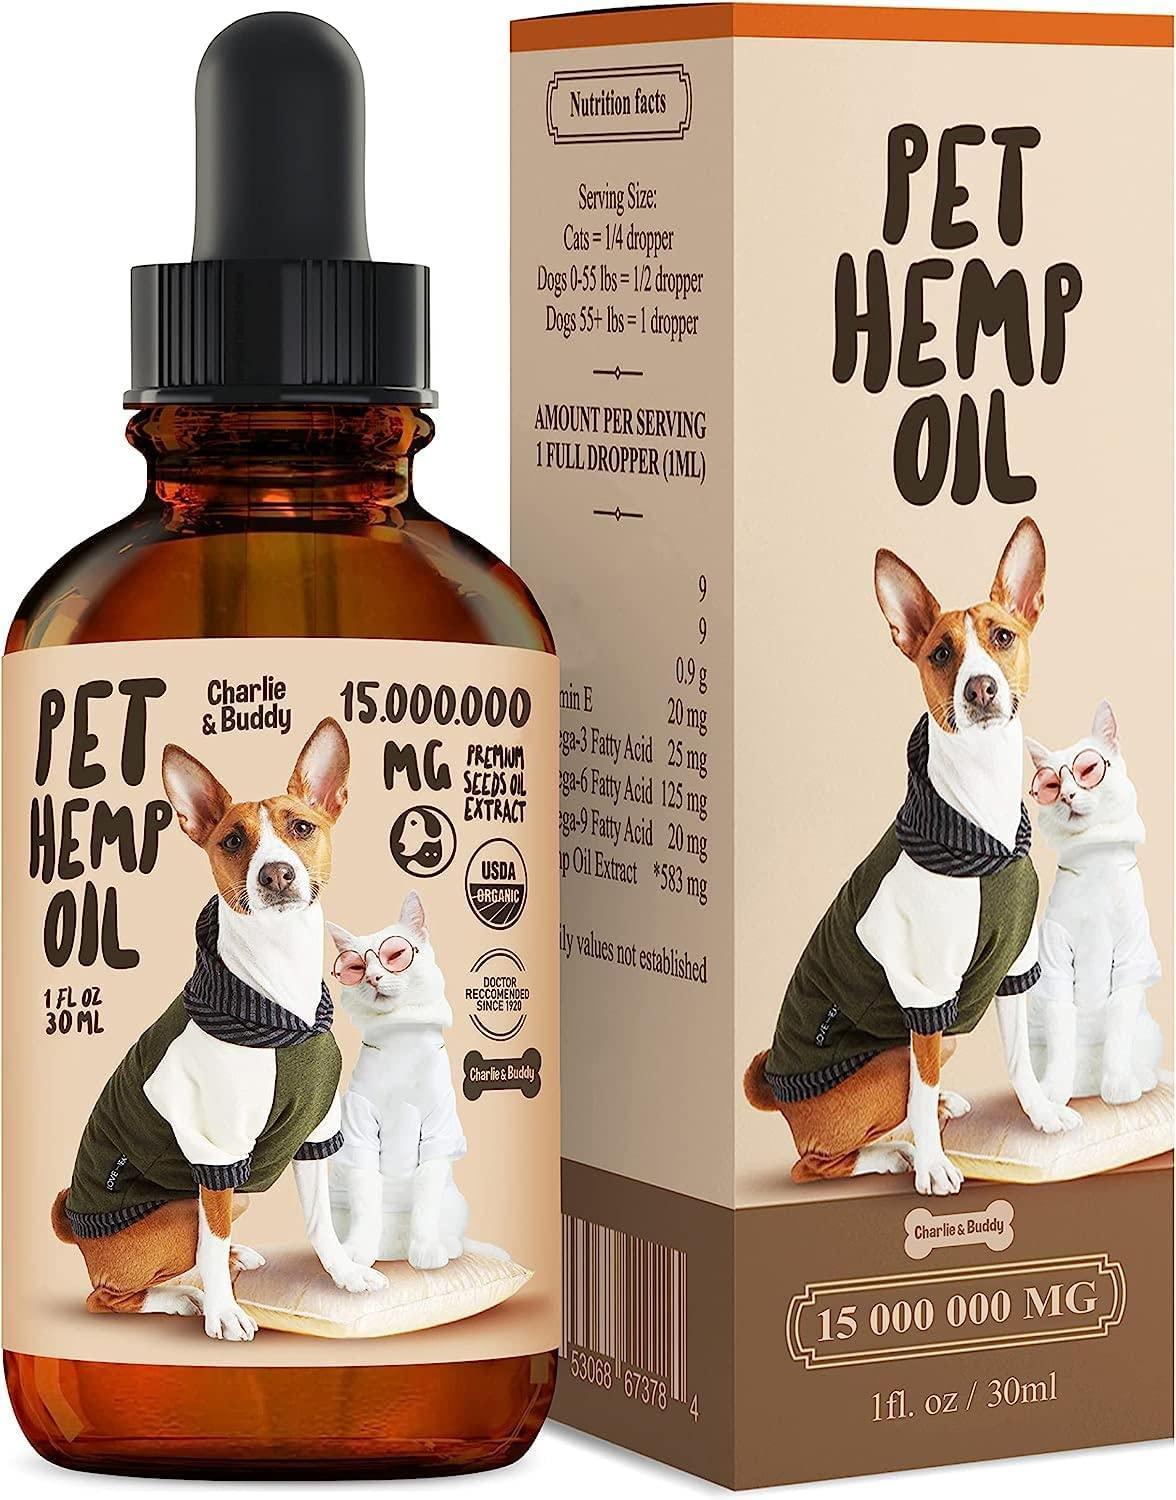 PET
HEMP
OIL
1 FL OZ
30 ML
Charlie
& Buddy
15.000.000
MG
PREMIUM
SEEDS OIL
EXTRACT
USDA
ORGANIC
DOCTOR
RECCOMENDED
SINCE 1920
Charlie & Buddy
Nutrition facts
Serving Size:
Cats = 1/4 dropper
Dogs 0-55 lbs = 1/2 dropper
Dogs 55+ lbs = 1 dropper
AMOUNT PER SERVING
1 FULL DROPPER (1ML)
9
9
0.9 g
min E 20 mg
ega-3 Fatty Acid 25 mg
ega-6 Fatty Acid 125 mg
ega-9 Fatty Acid 20 mg
mp Oil Extract *583 mg
ily values not established
53068 67378 4
PET
HEMP
OIL
Charlie & Buddy
15 000 000 MG
1fl. oz / 30ml